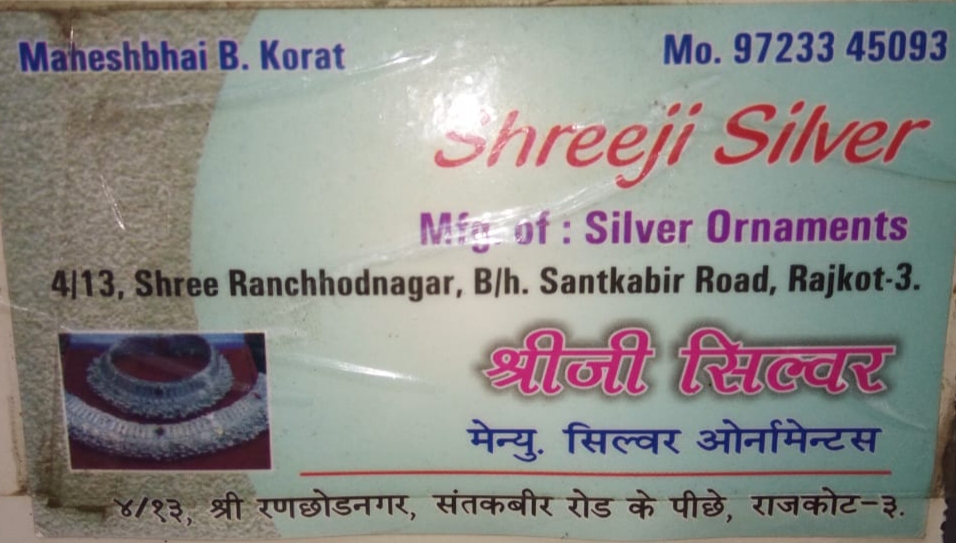 Maheshbhai B. Korat
Mo. 97233 45093
Shreeji Silver
Mfg. of : Silver Ornaments
4/13, Shree Ranchhodnagar, B/h. Santkabir Road, Rajkot-3.
श्रीजी सिल्वर
मेन्यु. सिल्वर ओर्नामेन्टस
४/१३, श्री रणछोडनगर, संतकबीर रोड के पीछे, राजकोट-३.